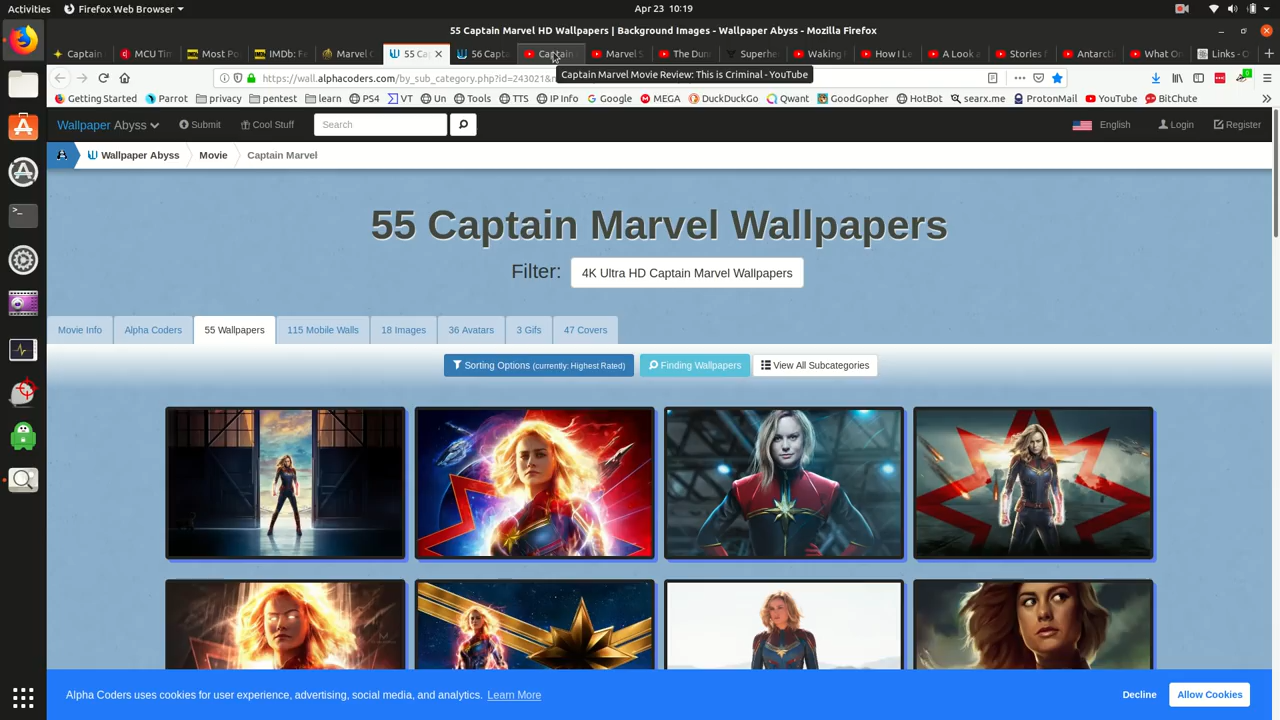 Activities
Firefox Web Browser
Apr 23 10:19
55 Captain Marvel HD Wallpapers | Background Images - Wallpaper Abyss - Mozilla Firefox
Captain
MCU Tim
Most Po
IMDb: Fe
Marvel C
55 Ca
56 Capta
Captain
Marvel S
The Dun
Superhe
Waking
How I Le
A Look a
Stories
Antarct
What On
Links - O
https://wall.alphacoders.com/by_sub_category.php?id=243021&n
Captain Marvel Movie Review: This is Criminal - YouTube
Getting Started
Parrot
privacy
pentest
learn
PS4
VT
Un
Tools
TTS
IP Info
Google
MEGA
DuckDuckGo
Qwant
GoodGopher
HotBot
searx.me
ProtonMail
YouTube
BitChute
Wallpaper Abyss
Submit
Cool Stuff
Search
English
Login
Register
Wallpaper Abyss
Movie
Captain Marvel
55 Captain Marvel Wallpapers
Filter: 4K Ultra HD Captain Marvel Wallpapers
Movie Info
Alpha Coders
55 Wallpapers
115 Mobile Walls
18 Images
36 Avatars
3 Gifs
47 Covers
Sorting Options (currently: Highest Rated)
Finding Wallpapers
View All Subcategories
Alpha Coders uses cookies for user experience, advertising, social media, and analytics. Learn More
Decline
Allow Cookies